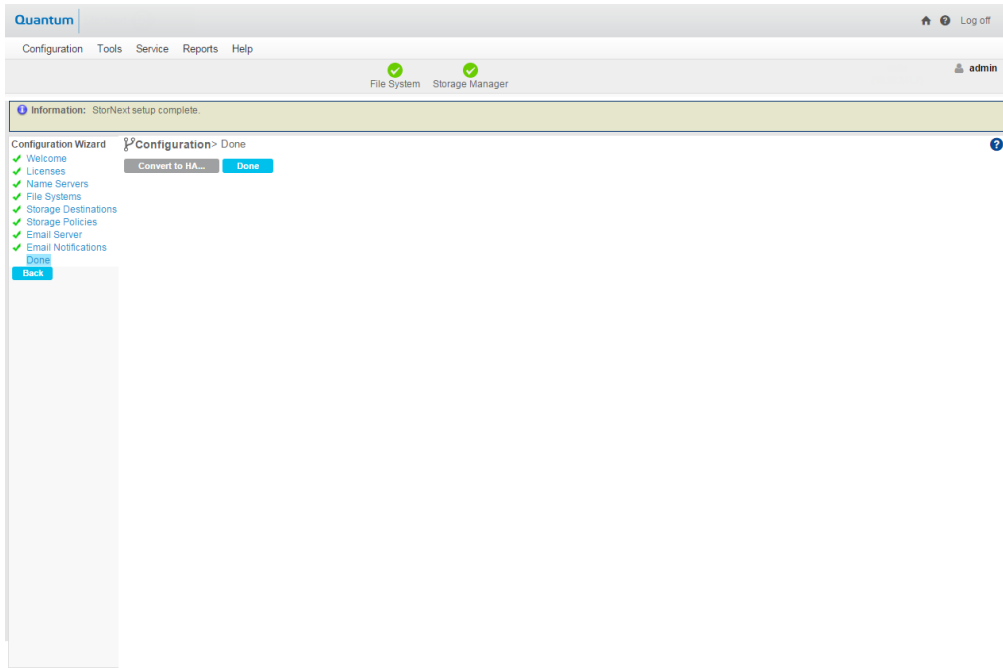 Quantum
Log off
Configuration Tools Service Reports Help
File System Storage Manager
admin
Information: StorNext setup complete.
Configuration Wizard
Welcome
Licenses
Name Servers
File Systems
Storage Destinations
Storage Policies
Email Server
Email Notifications
Done
Back
Configuration> Done
Convert to HA... Done